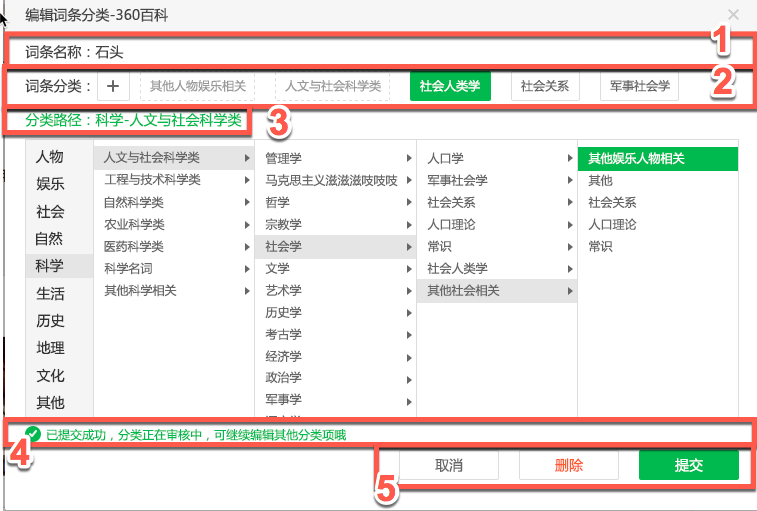 编辑词条分类-360百科
词条名称：石头
1
词条分类： + 其他人物娱乐相关 人文与社会科学类 社会人类学 社会关系 军事社会学
2
分类路径：科学-人文与社会科学类
3
人物
娱乐
社会
自然
科学
生活
历史
地理
文化
其他
人文与社会科学类
工程与技术科学类
自然科学类
农业科学类
医药科学类
科学名词
其他科学相关
管理学
马克思主义滋滋滋吱吱吱
哲学
宗教学
社会学
文学
艺术学
历史学
考古学
经济学
政治学
军事学
人口学
军事社会学
社会关系
人口理论
常识
社会人类学
其他社会相关
其他娱乐人物相关
其他
社会关系
人口理论
常识
已提交成功，分类正在审核中，可继续编辑其他分类项哦
4
取消 删除 提交
5